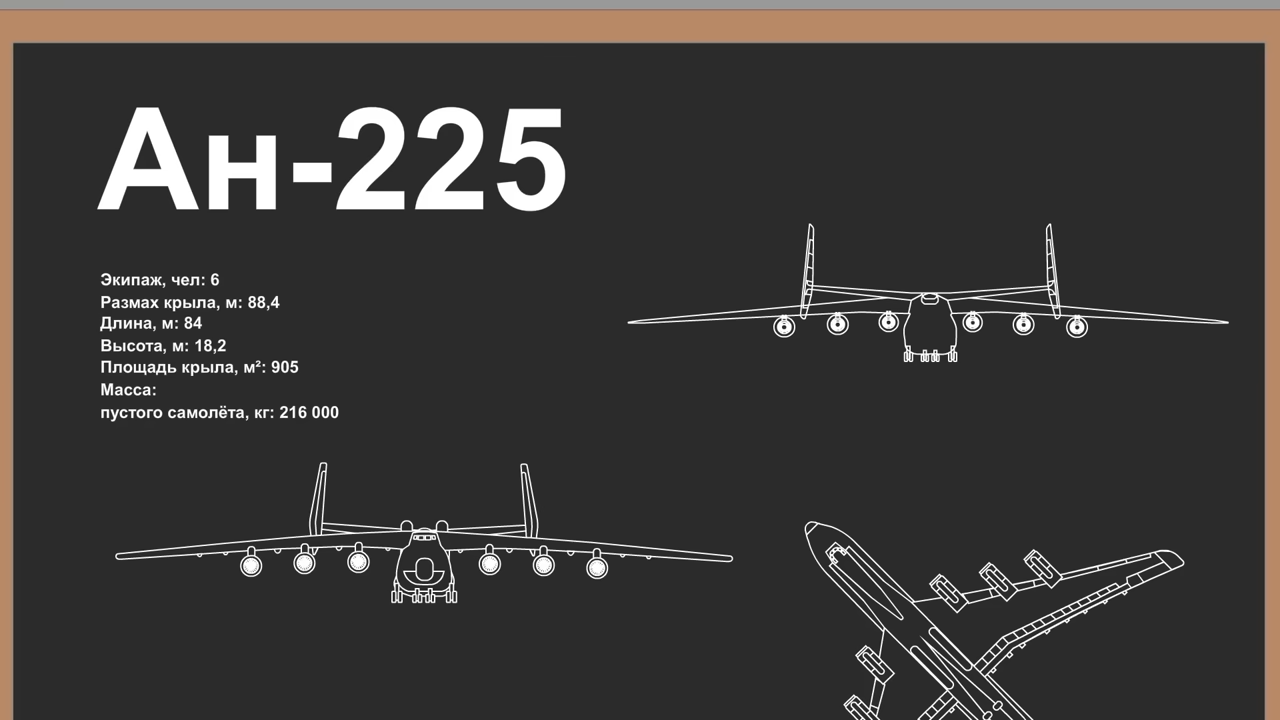 Ан-225
Экипаж, чел: 6
Размах крыла, м: 88,4
Длина, м: 84
Высота, м: 18,2
Площадь крыла, м²: 905
Масса:
пустого самолёта, кг: 216 000